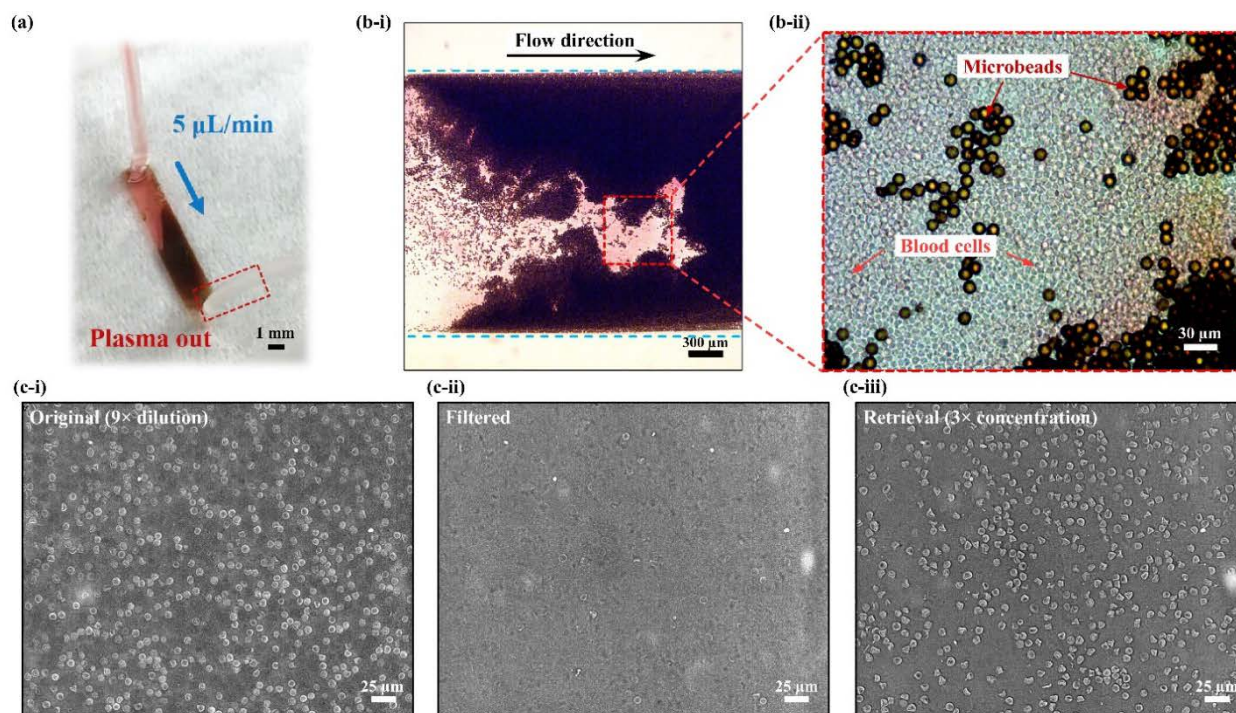 (a)
5 μL/min
Plasma out
1 mm
(b-i)
Flow direction
300 μm
(b-ii)
Microbeads
Blood cells
30 μm
(c-i)
Original (9× dilution)
25 μm
(c-ii)
Filtered
25 μm
(c-iii)
Retrieval (3× concentration)
25 μm